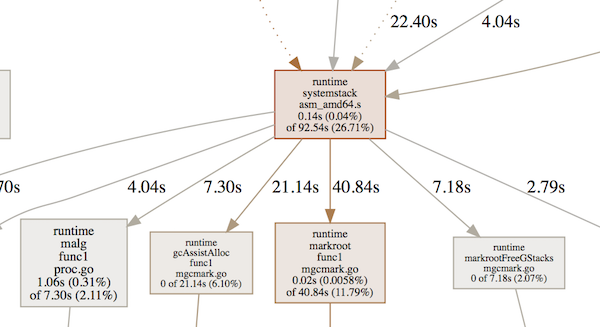 22.40s
4.04s
runtime
systemstack
asm_amd64.s
0.14s (0.04%)
of 92.54s (26.71%)
70s
4.04s
7.30s
21.14s
40.84s
7.18s
2.79s
runtime
malg
func1
proc.go
1.06s (0.31%)
of 7.30s (2.11%)
runtime
gcAssistAlloc
func1
mgcmark.go
0 of 21.14s (6.10%)
runtime
markroot
func1
mgcmark.go
0.02s (0.0058%)
of 40.84s (11.79%)
runtime
markrootFreeGStacks
mgcmark.go
0 of 7.18s (2.07%)